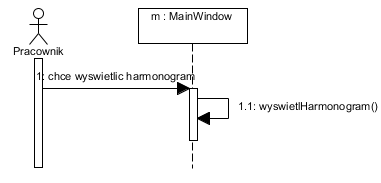 m : MainWindow
Pracownik
1: chce wyswietlic harmonogram
1.1: wyswietlHarmonogram()